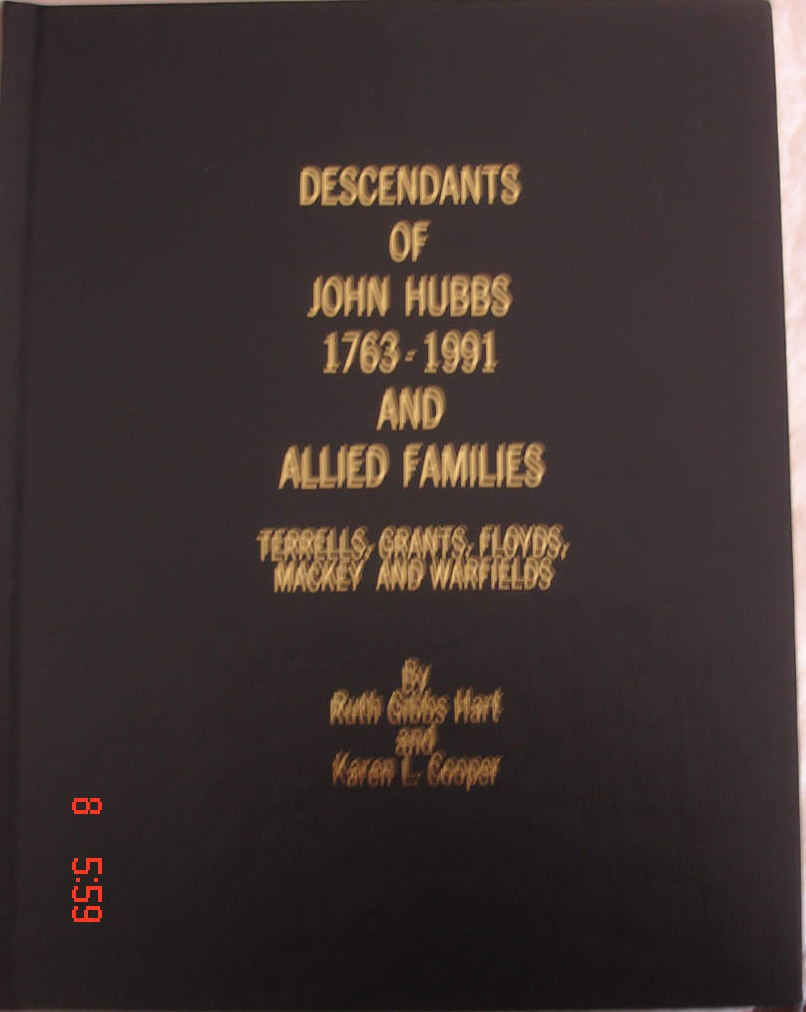 DESCENDANTS
OF
JOHN HUBBS
1763-1991
AND
ALLIED FAMILIES
TERRELLS, GRANTS, FLOYDS,
MACKEY AND WARFIELDS
By
Ruth Gibbs Hart
and
Karen L. Cooper
8 5:59